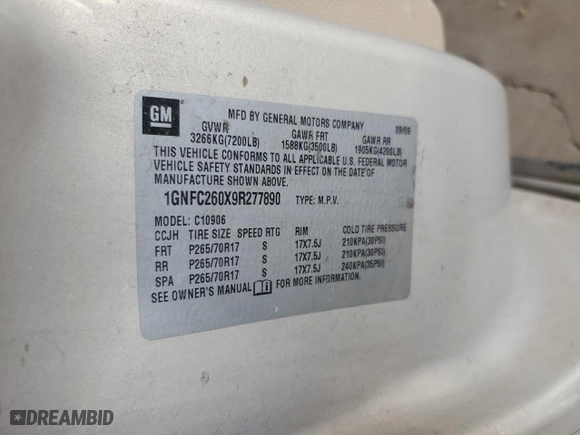 GM
MFD BY GENERAL MOTORS COMPANY 09/09
GVWR GAWR FRT GAWR RR
3266KG(7200LB) 1588KG(3500LB) 1905KG(4200LB)
THIS VEHICLE CONFORMS TO ALL APPLICABLE U.S. FEDERAL MOTOR
VEHICLE SAFETY STANDARDS IN EFFECT ON THE DATE OF
MANUFACTURE SHOWN ABOVE.
1GNFC260X9R277890 TYPE: M.P.V.
MODEL: C10906
CCJH TIRE SIZE SPEED RTG RIM COLD TIRE PRESSURE
FRT P265/70R17 S 17X7.5J 210KPA(30PSI)
RR P265/70R17 S 17X7.5J 210KPA(30PSI)
SPA P265/70R17 S 17X7.5J 240KPA(35PSI)
SEE OWNER'S MANUAL FOR MORE INFORMATION.
DREAMBID